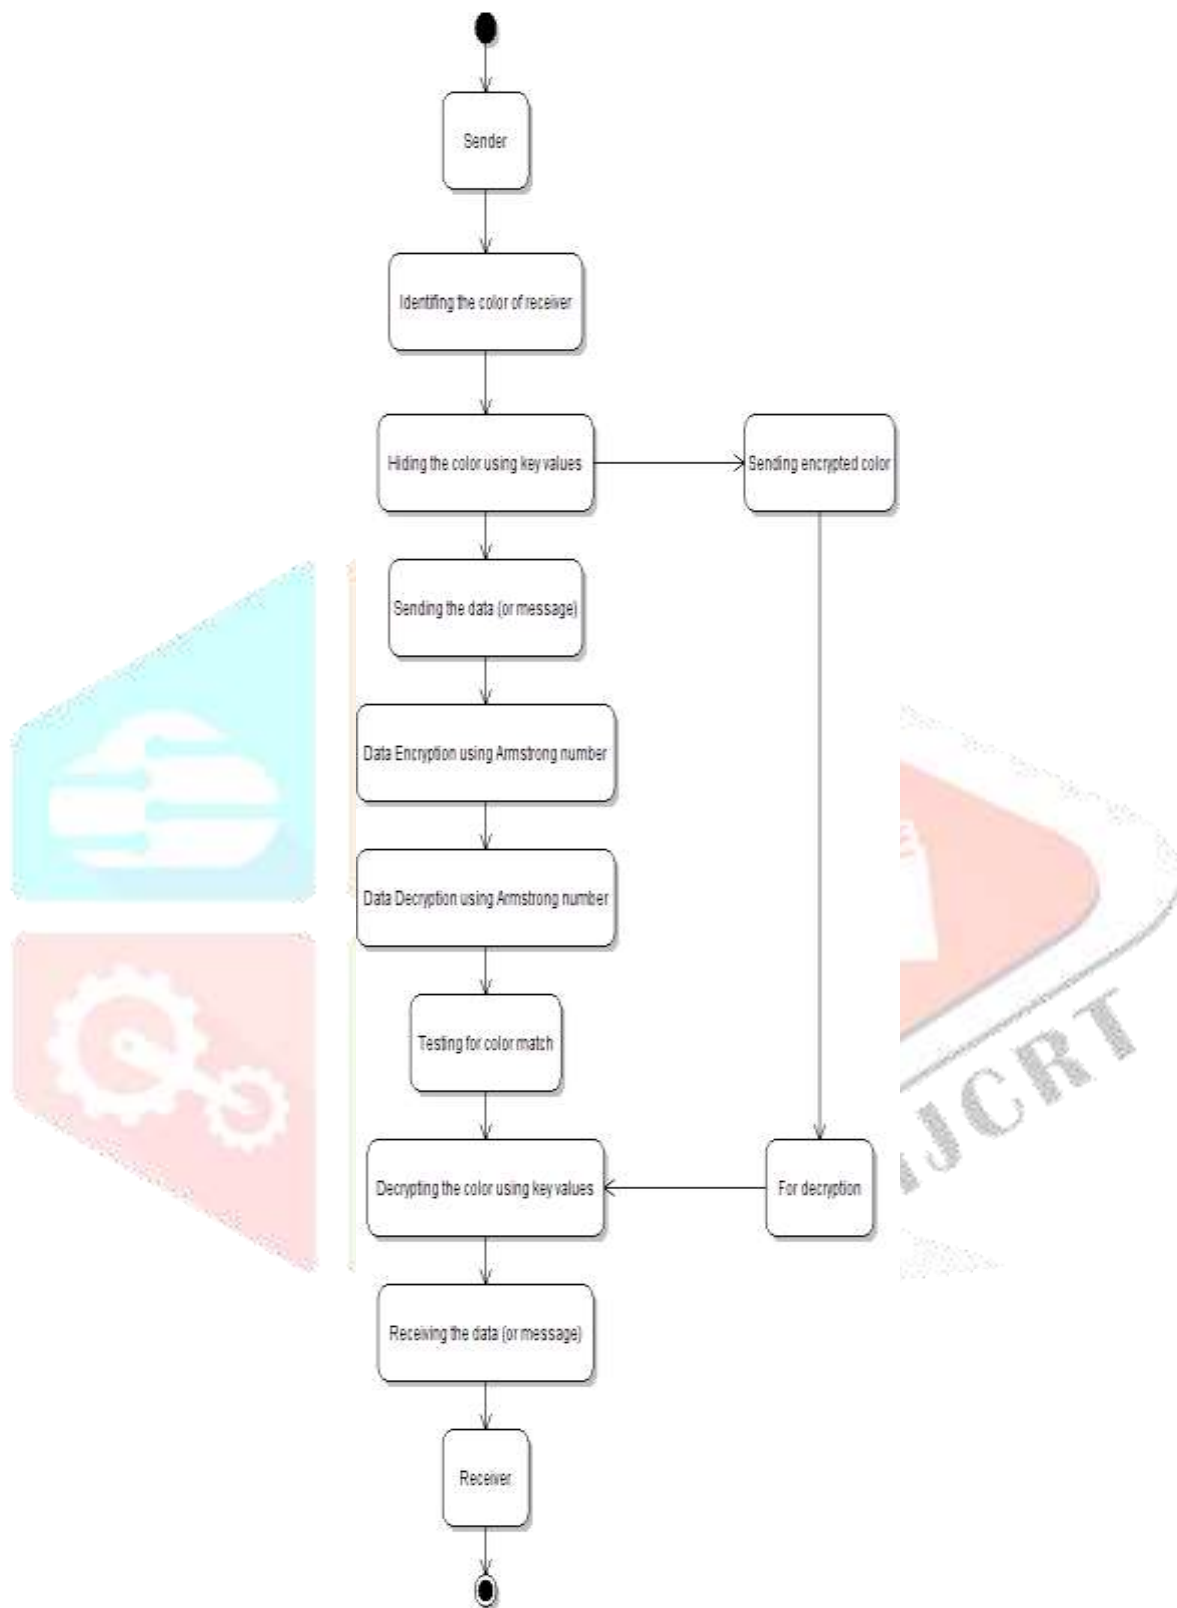 Sender
Identifing the color of receiver
Hiding the color using key values
Sending encrypted color
Sending the data (or message)
Data Encryption using Armstrong number
Data Decryption using Armstrong number
Testing for color match
Decrypting the color using key values
For decryption
Receiving the data (or message)
Receiver
IJCRT